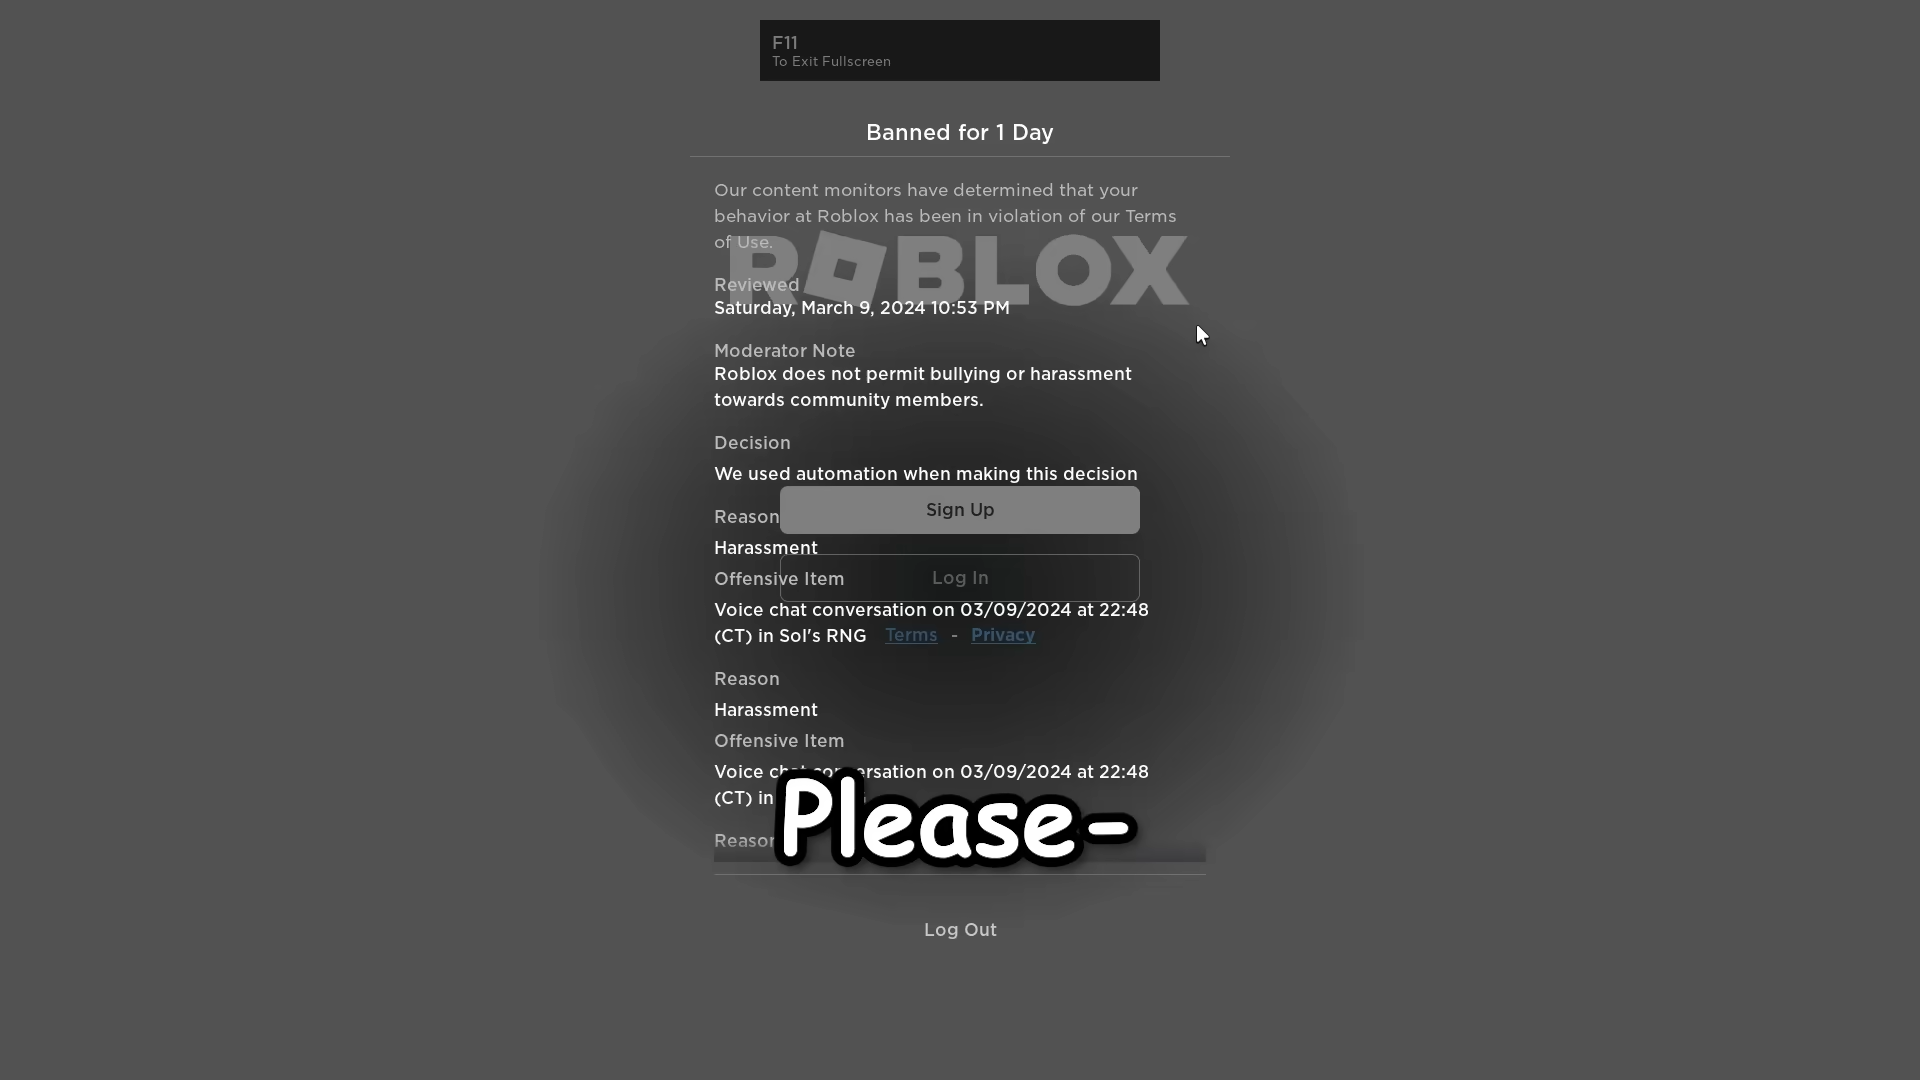 F11
To Exit Fullscreen
Banned for 1 Day
Our content monitors have determined that your
behavior at Roblox has been in violation of our Terms
of Use.
ROBLOX
Reviewed
Saturday, March 9, 2024 10:53 PM
Moderator Note
Roblox does not permit bullying or harassment
towards community members.
Decision
We used automation when making this decision
Sign Up
Reason
Harassment
Log In
Offensive Item
Voice chat conversation on 03/09/2024 at 22:48
(CT) in Sol's RNG
Terms - Privacy
Reason
Harassment
Offensive Item
Voice chat conversation on 03/09/2024 at 22:48
(CT) in
Please-
Reason
Log Out